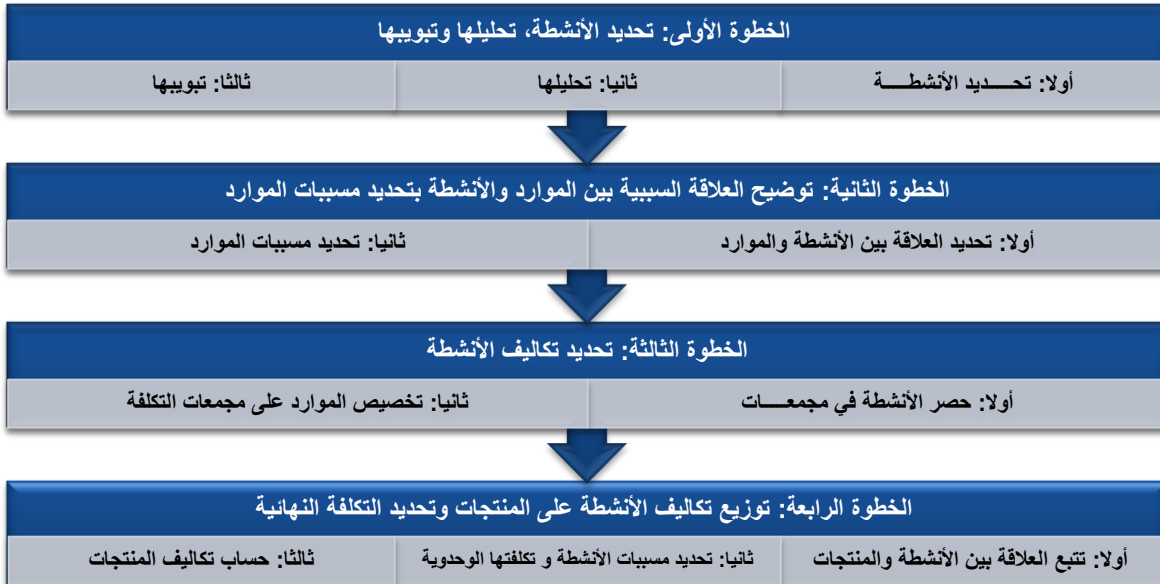 الخطوة الأولى: تحديد الأنشطة، تحليلها وتبويبها
أولا: تحـــــديد الأنشطــــة
ثانيا: تحليلها
ثالثا: تبويبها
الخطوة الثانية: توضيح العلاقة السببية بين الموارد والأنشطة بتحديد مسببات الموارد
أولا: تحديد العلاقة بين الأنشطة والموارد
ثانيا: تحديد مسببات الموارد
الخطوة الثالثة: تحديد تكاليف الأنشطة
أولا: حصر الأنشطة في مجمعــــات
ثانيا: تخصيص الموارد على مجمعات التكلفة
الخطوة الرابعة: توزيع تكاليف الأنشطة على المنتجات وتحديد التكلفة النهائية
أولا: تتبع العلاقة بين الأنشطة والمنتجات
ثانيا: تحديد مسببات الأنشطة و تكلفتها الوحدوية
ثالثا: حساب تكاليف المنتجات